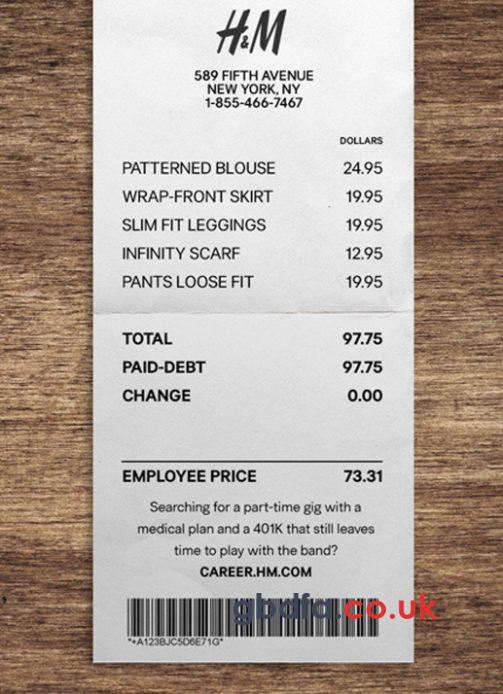 H&M
589 FIFTH AVENUE
NEW YORK, NY
1-855-466-7467
DOLLARS
PATTERNED BLOUSE 24.95
WRAP-FRONT SKIRT 19.95
SLIM FIT LEGGINGS 19.95
INFINITY SCARF 12.95
PANTS LOOSE FIT 19.95
TOTAL 97.75
PAID-DEBT 97.75
CHANGE 0.00
EMPLOYEE PRICE 73.31
Searching for a part-time gig with a
medical plan and a 401K that still leaves
time to play with the band?
CAREER.HM.COM
gbdfa.co.uk
*+A123BJC5D6E71G*